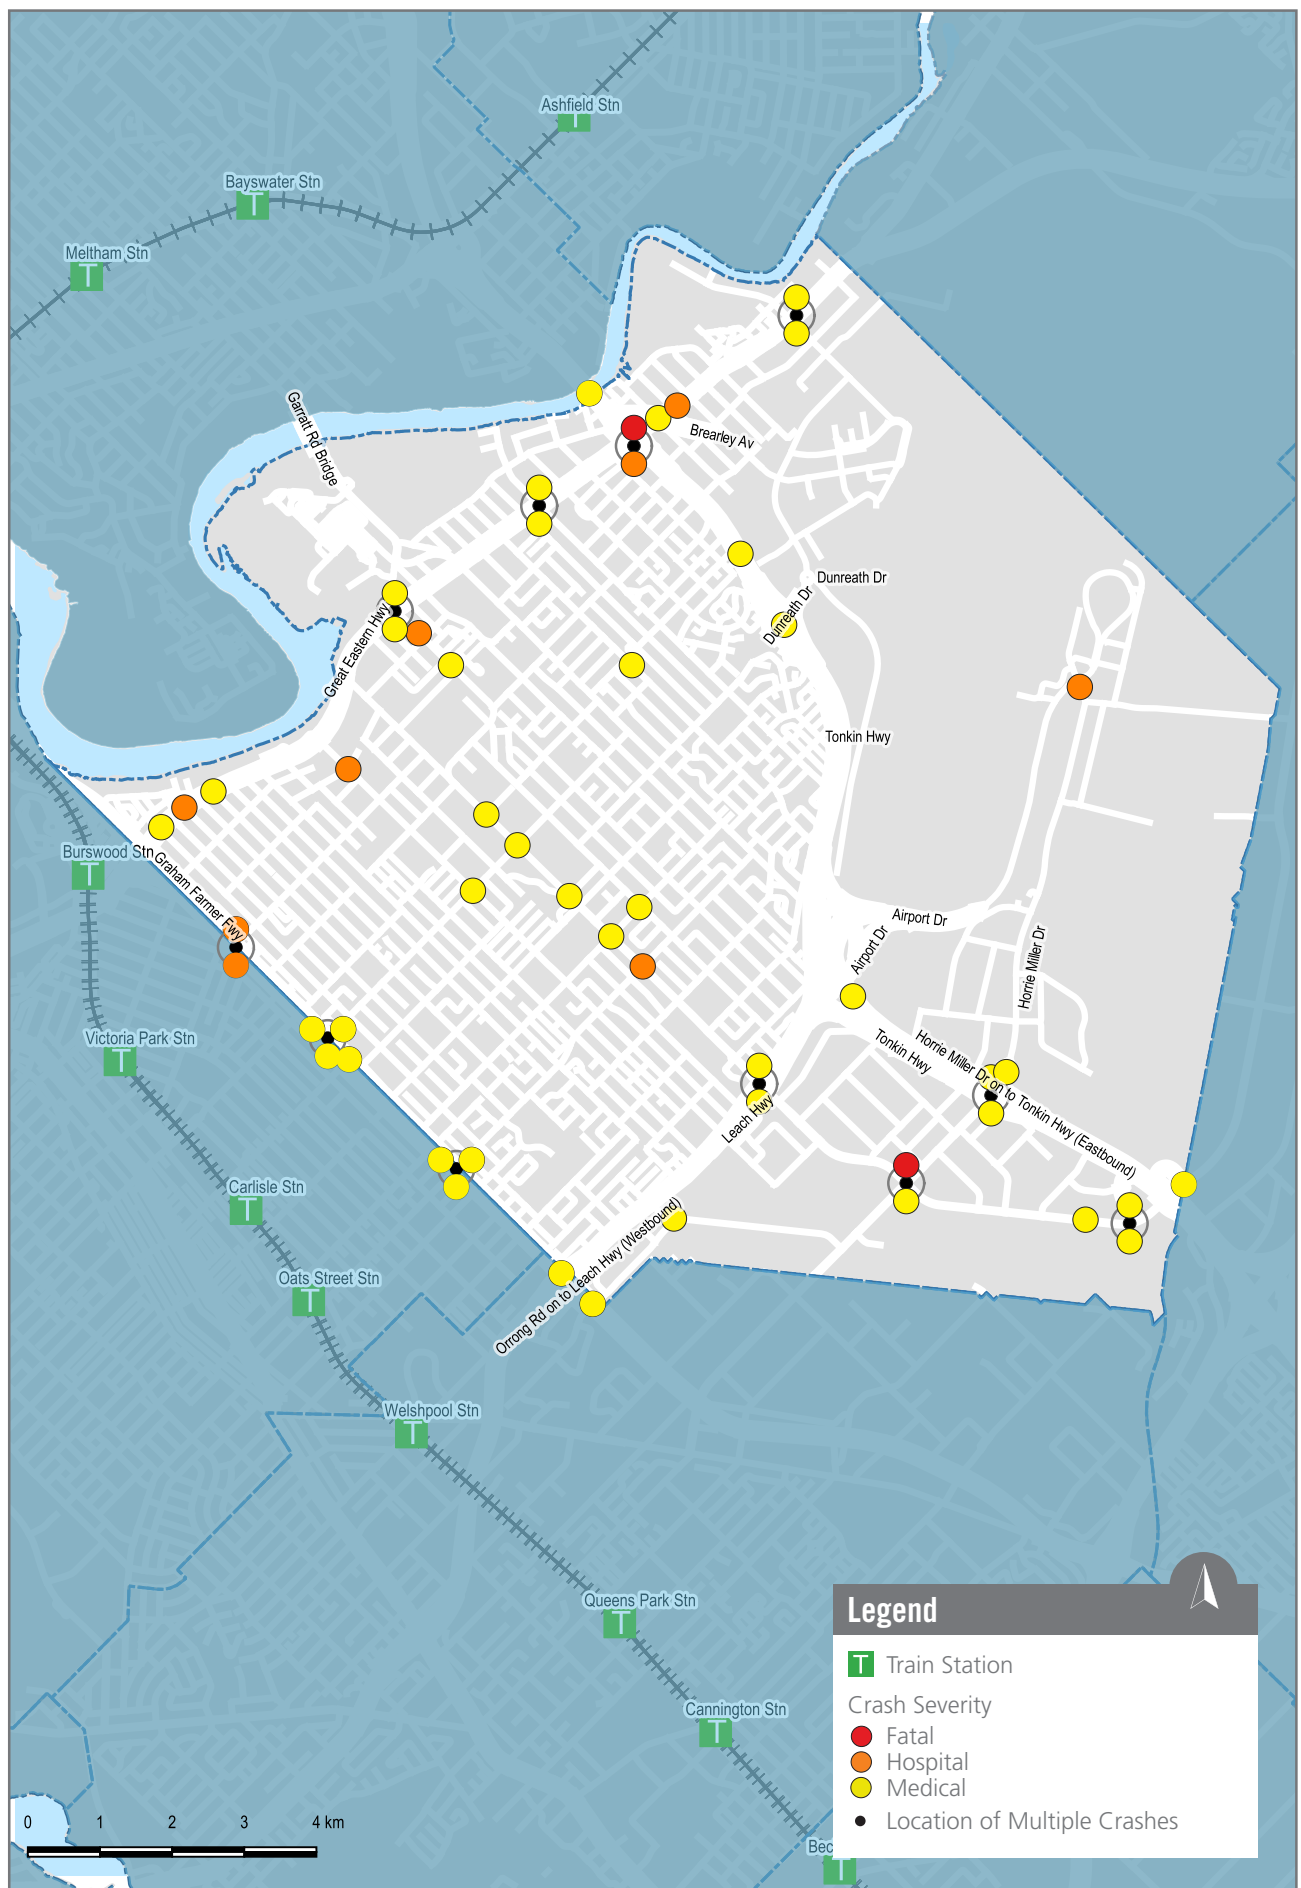 Ashfield Stn
T
Bayswater Stn
T
Meltham Stn
T
Garratt Rd Bridge
Brearley Av
Dunreath Dr
Dunreath Dr
Great Eastern Hwy
Tonkin Hwy
Burswood Stn
T
Graham Farmer Fwy
Airport Dr
Airport Dr
Horrie Miller Dr
Victoria Park Stn
T
Tonkin Hwy
Horrie Miller Dr on to Tonkin Hwy (Eastbound)
Leach Hwy
Carlisle Stn
T
Orrong Rd on to Leach Hwy (Westbound)
Oats Street Stn
T
Welshpool Stn
T
Queens Park Stn
T
Cannington Stn
T
Bec
T
Legend
T Train Station
Crash Severity
Fatal
Hospital
Medical
Location of Multiple Crashes
0 1 2 3 4 km